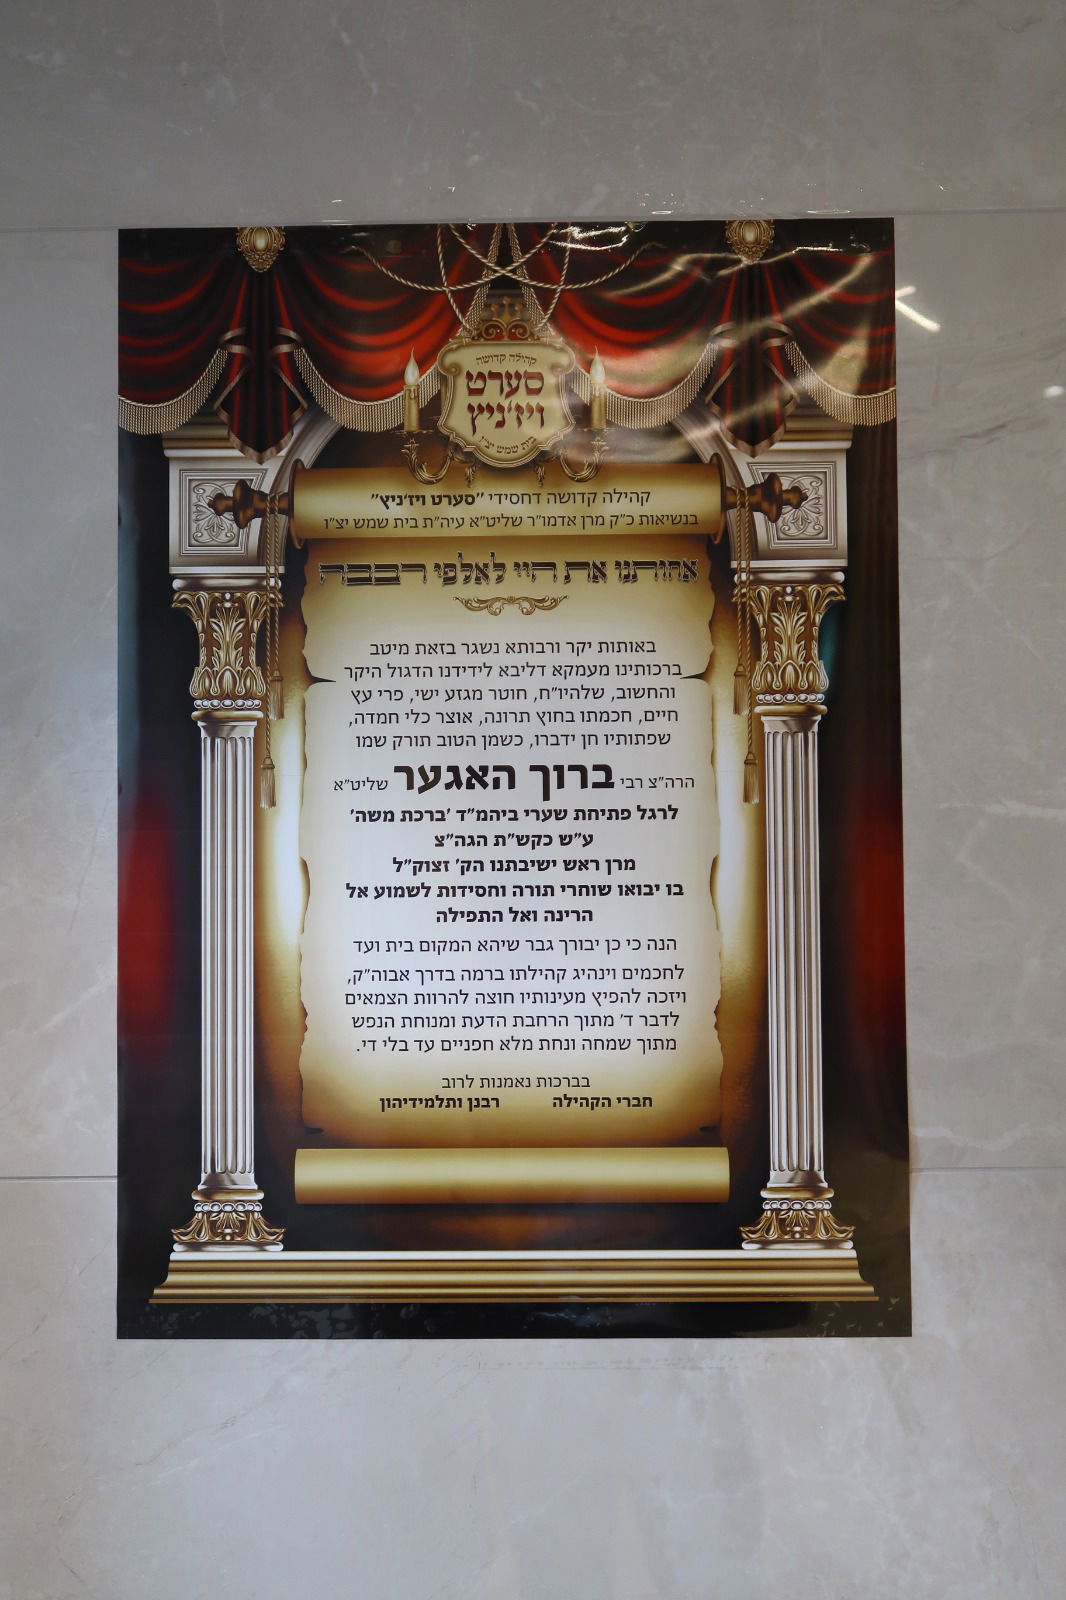 קהילה קדושה
סערט
ויז'ניץ
בית שמש יצ"ו
קהילה קדושה דחסידי "סערט ויז'ניץ"
בנשיאות כ"ק מרן אדמו"ר שליט"א עיה"ת בית שמש יצ"ו
אחותנו את היי לאלפי רבבה
באותות יקר ורבותא נשגר בזאת מיטב
ברכותינו מעמקא דליבא לידידנו הדגול היקר
והחשוב, שלהיו"ח, חוטר מגזע ישי, פרי עץ
חיים, חכמתו בחוץ תרונה, אוצר כלי חמדה,
שפתותיו חן ידברו, כשמן הטוב תורק שמו
הרה"צ רבי ברוך האגער שליט"א
לרגל פתיחת שערי ביהמ"ד 'ברכת משה'
ע"ש כקש"ת הגה"צ
מרן ראש ישיבתנו הק' זצוק"ל
בו יבואו שוחרי תורה וחסידות לשמוע אל
הרינה ואל התפילה
הנה כי כן יבורך גבר שיהא המקום בית ועד
לחכמים וינהיג קהילתו ברמה בדרך אבוה"ק,
ויזכה להפיץ מעינותיו חוצה להרוות הצמאים
לדבר ד' מתוך הרחבת הדעת ומנוחת הנפש
מתוך שמחה ונחת מלא חפניים עד בלי די.
בברכות נאמנות לרוב
חברי הקהילה רבנן ותלמידיהון